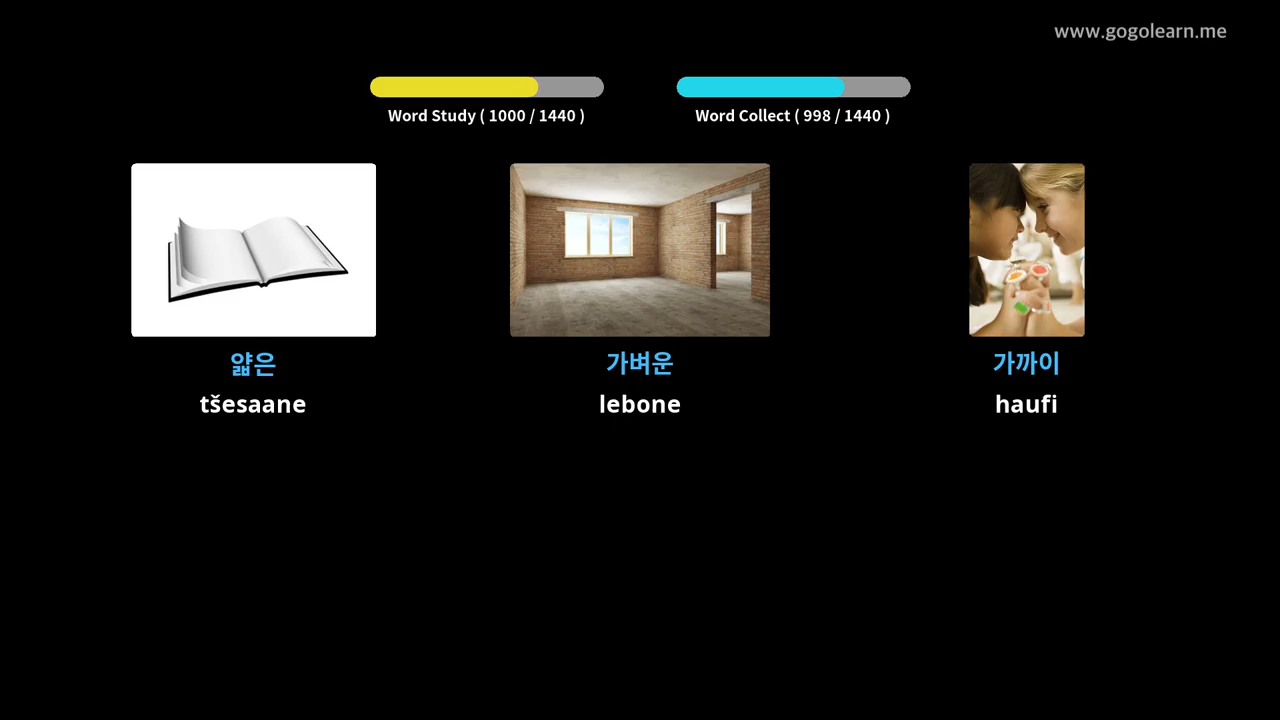 www.gogolearn.me
Word Study ( 1000 / 1440 )
Word Collect ( 998 / 1440 )
얇은
가벼운
가까이
tšesaane
lebone
haufi